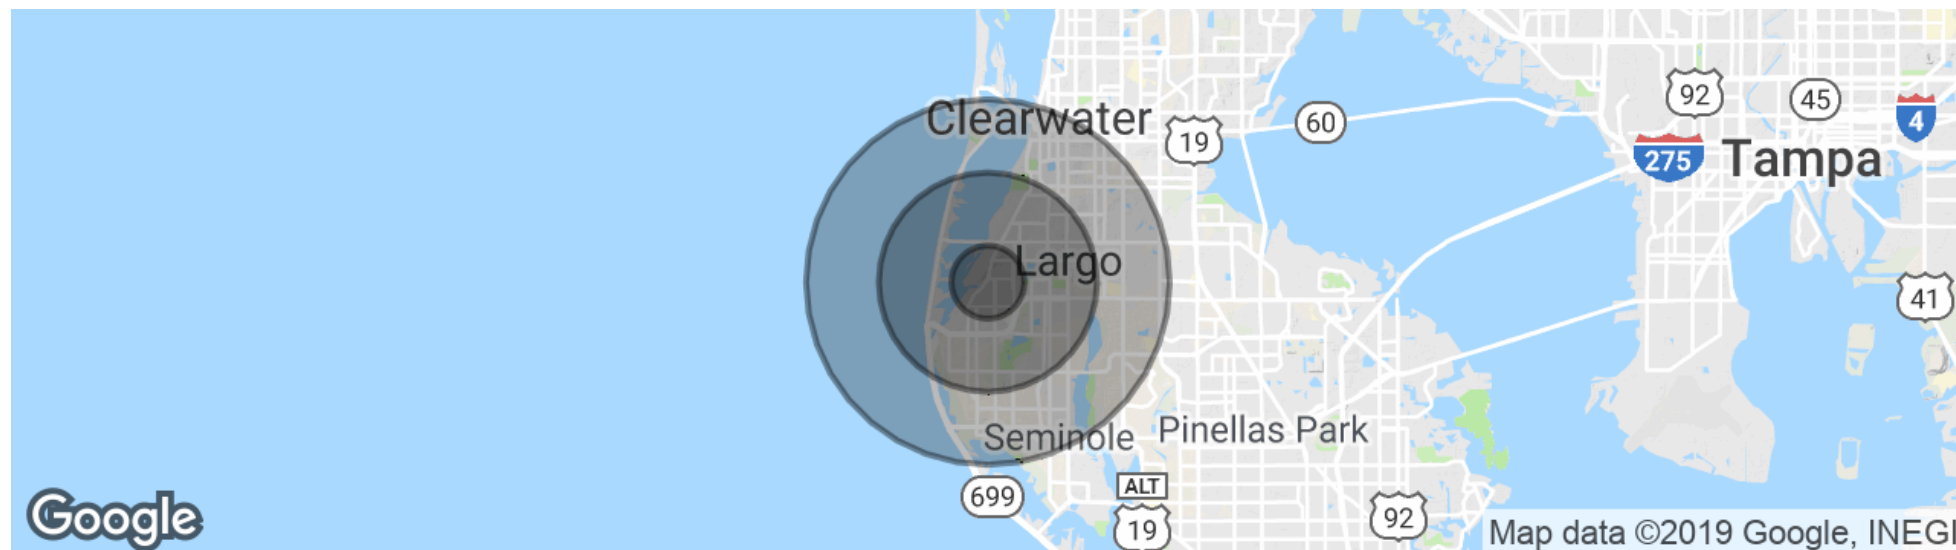 Clearwater
19
60
92
45
4
275
Tampa
Largo
41
Seminole
Pinellas Park
699
ALT
19
92
Google
Map data ©2019 Google, INEGI